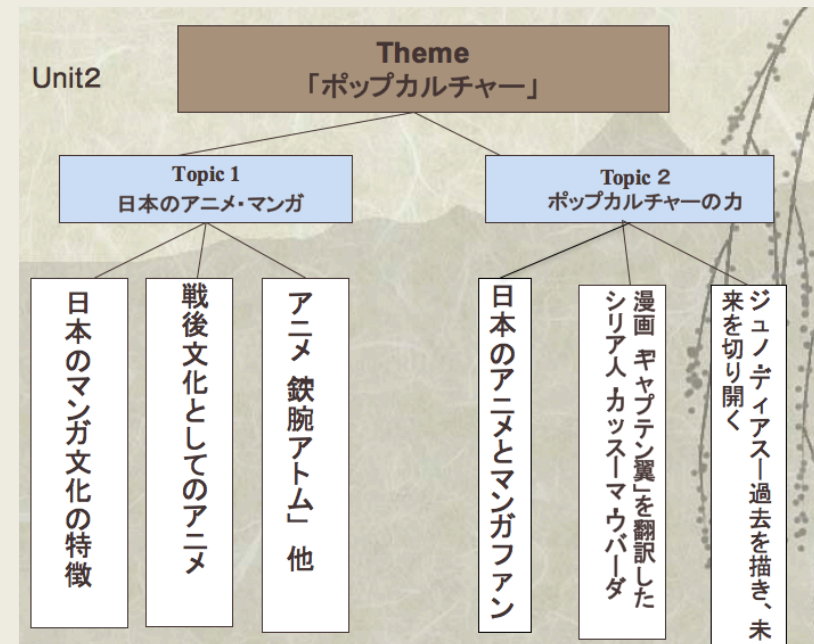 Unit2
Theme
「ポップカルチャー」
Topic 1
日本のアニメ・マンガ
Topic 2
ポップカルチャーの力
日本のマンガ文化の特徴
戦後文化としてのアニメ
アニメ「鉄腕アトム」他
日本のアニメとマンガファン
漫画「キャプテン翼」を翻訳した
シリア人・カッスーマ・ウバーダ
ジュノ・ディアスー過去を描き、未
来を切り開く